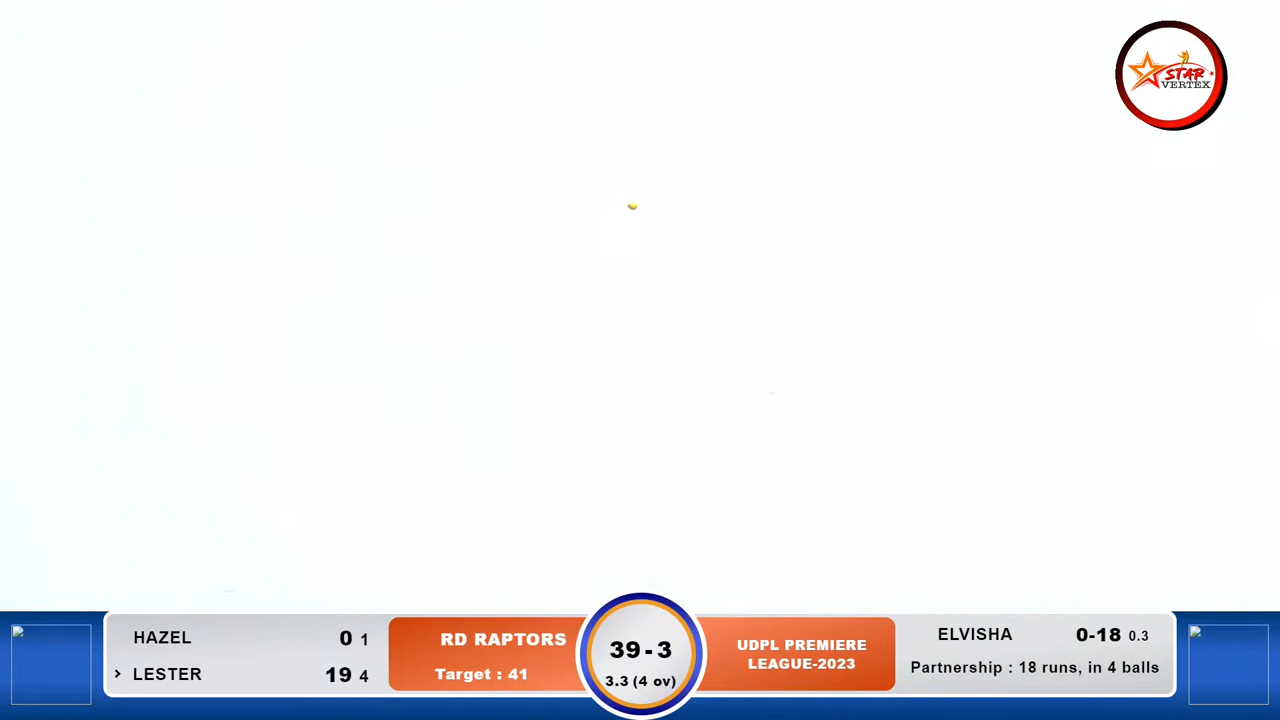 STAR
VERTEX
HAZEL 0 1
› LESTER 19 4
RD RAPTORS
Target : 41
39-3
3.3 (4 ov)
UDPL PREMIERE
LEAGUE-2023
ELVISHA 0-18 0.3
Partnership : 18 runs, in 4 balls